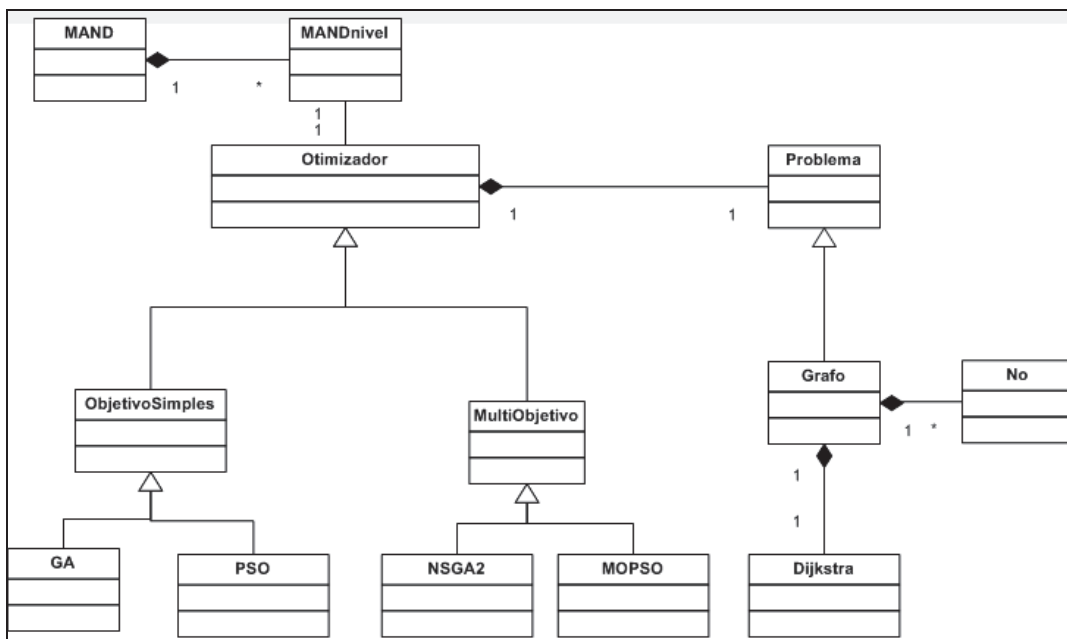 MAND
MANDnivel
1
*
1
1
Otimizador
Problema
1
1
Grafo
No
ObjetivoSimples
MultiObjetivo
1
*
1
1
GA
PSO
NSGA2
MOPSO
Dijkstra